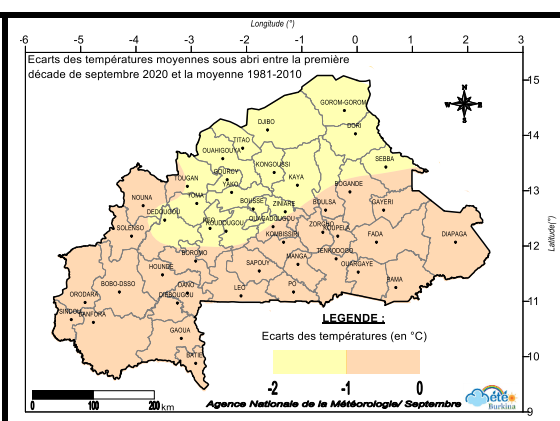 Longitude (°)
-6 -5 -4 -3 -2 -1 0 1 2 3
Ecarts des températures moyennes sous abri entre la première
décade de septembre 2020 et la moyenne 1981-2010
15
GOROM-GOROM
DJIBO
DORI
14
TITAO
OUAHIGOUYA
SEBBA
KONGOUSSI
GOURCY
TOUGAN
KAYA
YAKO
BOGANDE
13
NOUNA
TOMA
BOUSSE
ZINIARE
BOULSA
GAYERI
DEDOUGOU
KOUDOUGOU
OUAGADOUGOU
ZORGHO
KOUPELA
SOLENSO
KOMBISSIRI
FADA
DIAPAGA
Latitude(°)
12
BOROMO
TENKODOGO
MANGA
HOUNDE
SAPOUY
OUARGAYE
BOBO-DSSO
DANO
LEO
PO
PAMA
ORODARA
DIEBOUGOU
11
SINDOU
BANFORA
GAOUA
LEGENDE :
Ecarts des températures (en °C)
BATIE
10
-2 -1 0
0 100 200 km
Agence Nationale de la Météorologie/ Septembre
météo
Burkina
9
N
S